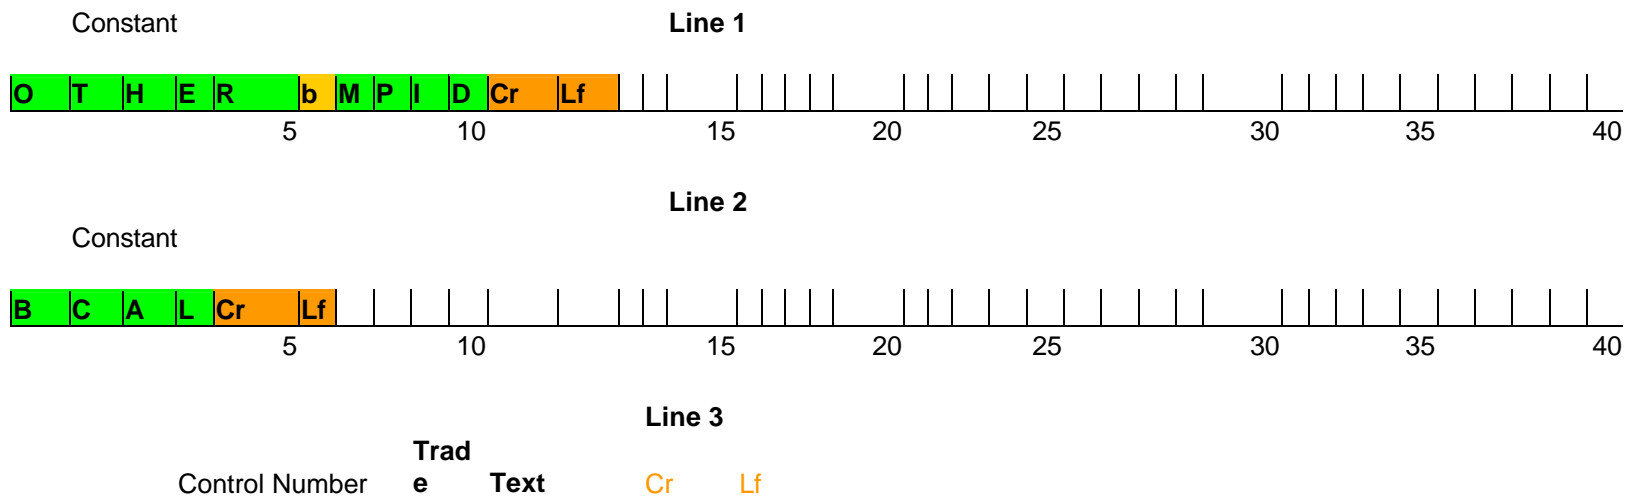 Constant Line 1
O T H E R b M P I D Cr Lf
5 10 15 20 25 30 35 40
Line 2
Constant
B C A L Cr Lf
5 10 15 20 25 30 35 40
Line 3
Trad
Control Number e Text Cr Lf